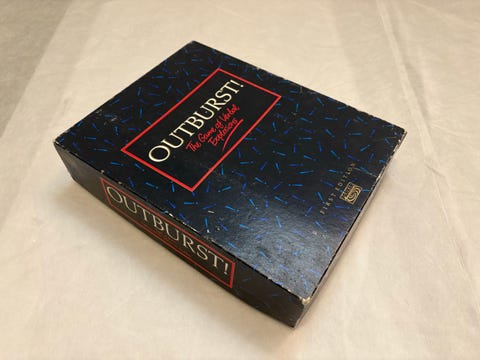 OUTBURST!
The Game of Verbal
Explosions
FIRST EDITION
OUTBURST!